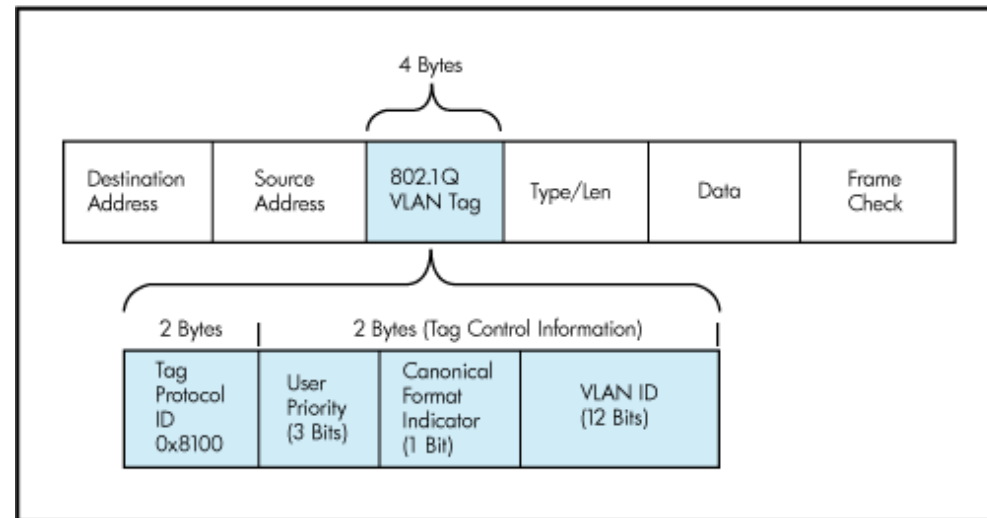 4 Bytes
Destination
Address
Source
Address
802.1Q
VLAN Tag
Type/Len
Data
Frame
Check
2 Bytes
2 Bytes (Tag Control Information)
Tag
Protocol
ID
0x8100
User
Priority
(3 Bits)
Canonical
Format
Indicator
(1 Bit)
VLAN ID
(12 Bits)